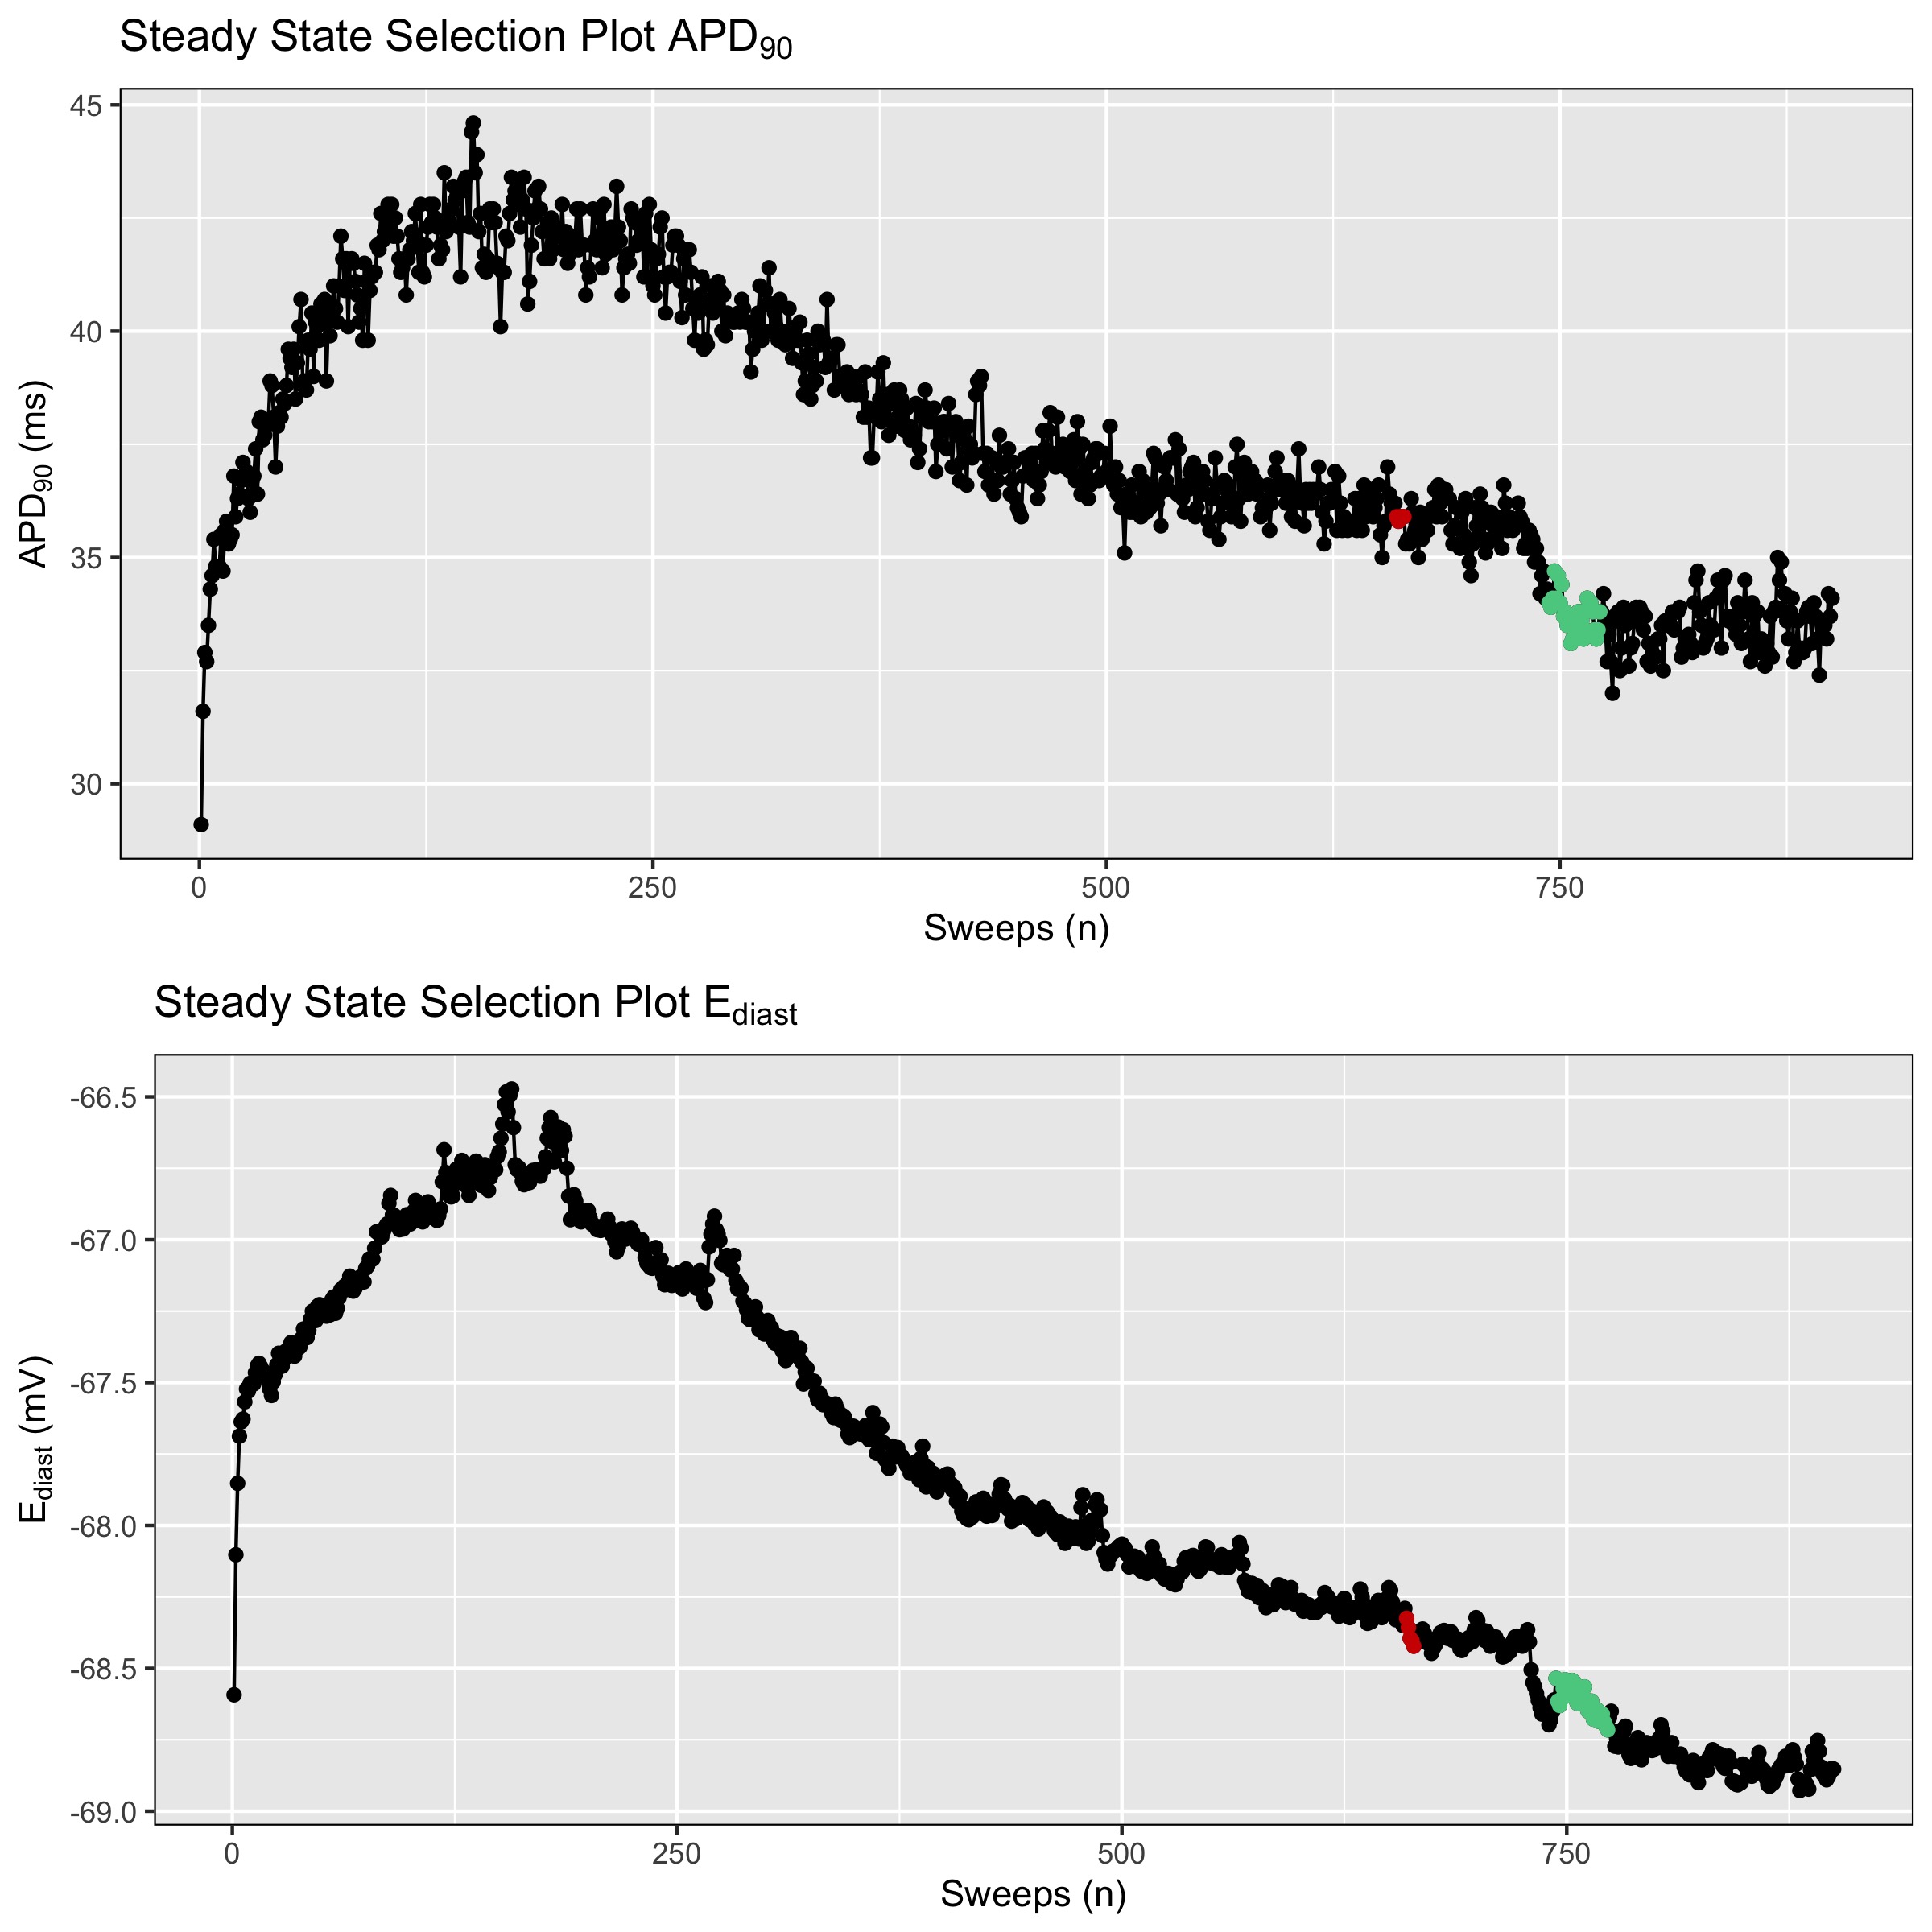 Steady State Selection Plot APD90
45
40
35
30
APD90 (ms)
0 250 500 750
Sweeps (n)
Steady State Selection Plot Ediast
-66.5
-67.0
-67.5
-68.0
-68.5
-69.0
Ediast (mV)
0 250 500 750
Sweeps (n)